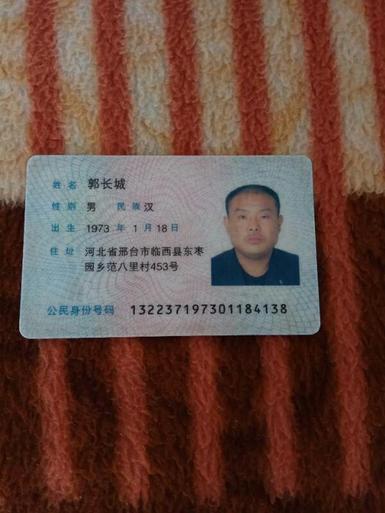 姓名 郭长城
性别 男 民族 汉
出生 1973 年 1 月 18 日
住址 河北省邢台市临西县东枣
园乡范八里村453号
公民身份号码 132237197301184138